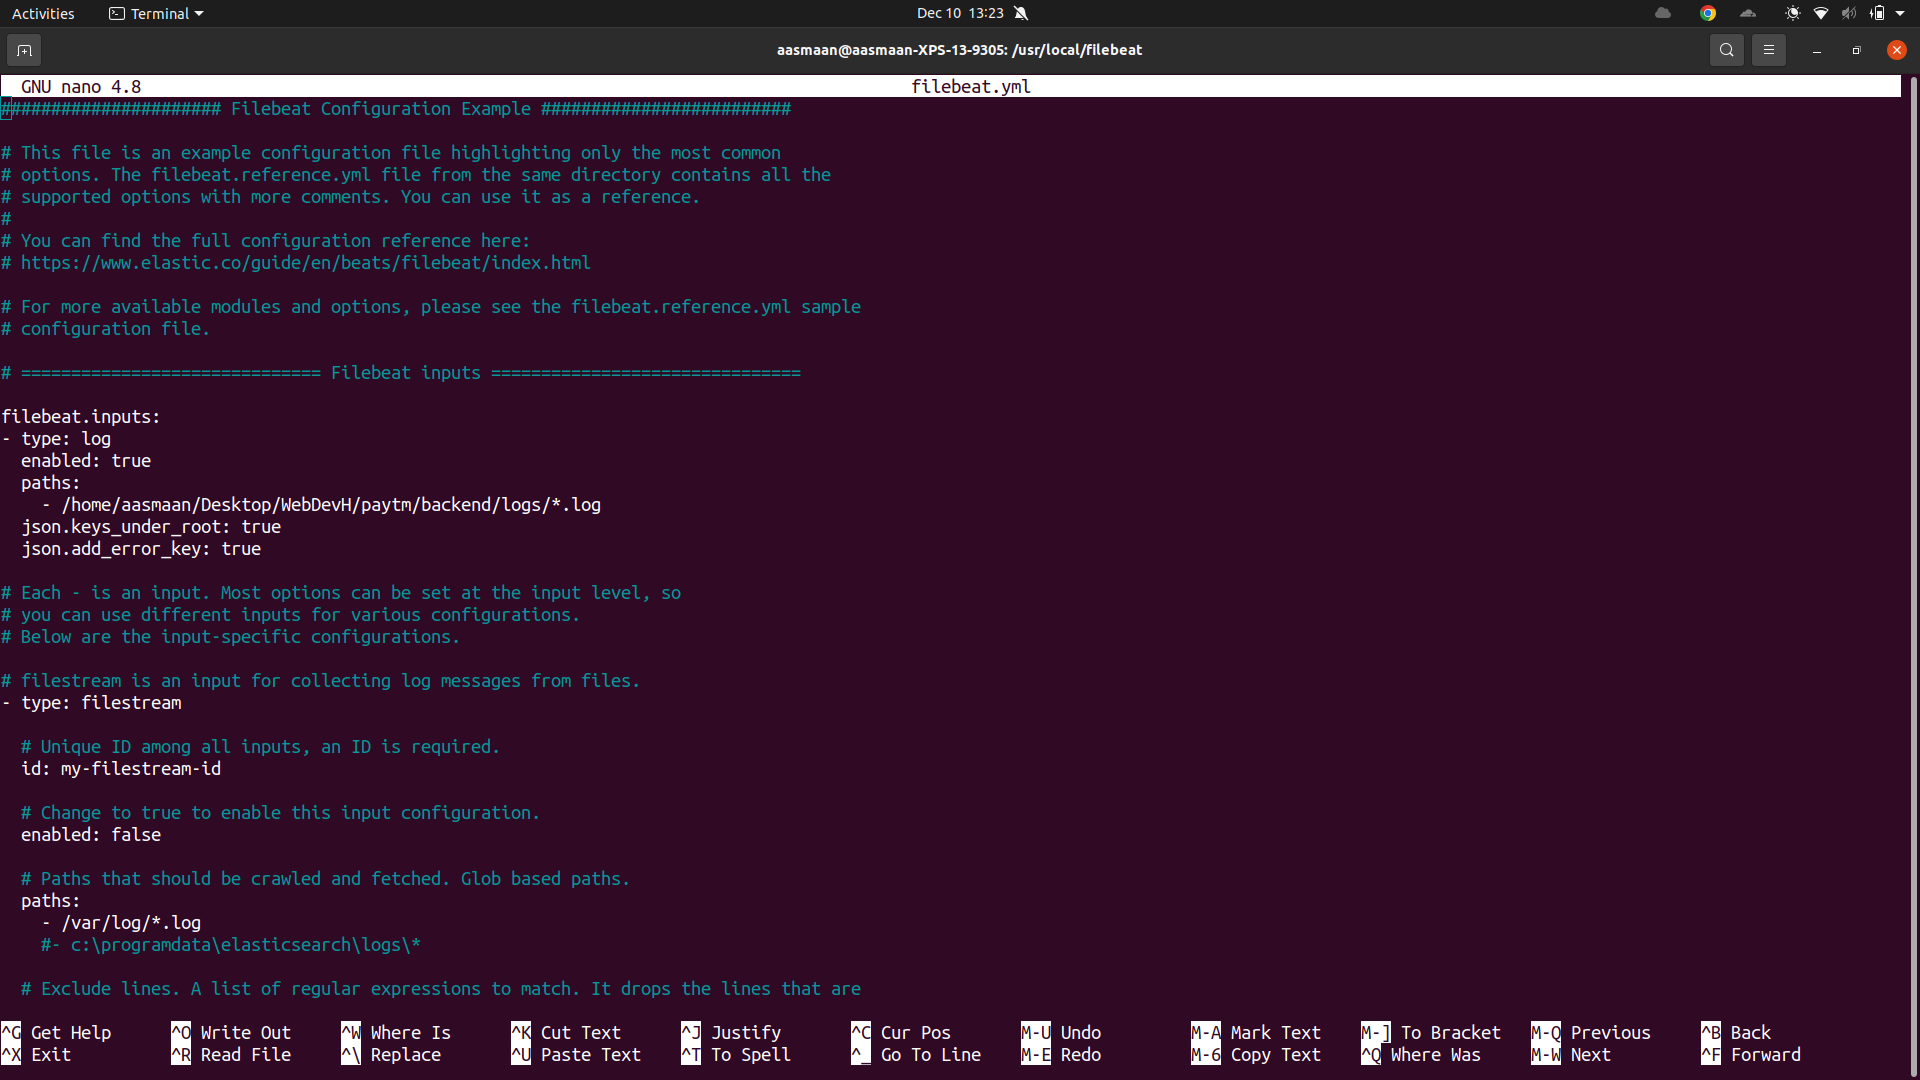 Activities Terminal Dec 10 13:23
aasmaan@aasmaan-XPS-13-9305: /usr/local/filebeat
GNU nano 4.8 filebeat.yml
###################### Filebeat Configuration Example #########################
# This file is an example configuration file highlighting only the most common
# options. The filebeat.reference.yml file from the same directory contains all the
# supported options with more comments. You can use it as a reference.
#
# You can find the full configuration reference here:
# https://www.elastic.co/guide/en/beats/filebeat/index.html
# For more available modules and options, please see the filebeat.reference.yml sample
# configuration file.
# ============================== Filebeat inputs ===============================
filebeat.inputs:
- type: log
  enabled: true
  paths:
    - /home/aasmaan/Desktop/WebDevH/paytm/backend/logs/*.log
  json.keys_under_root: true
  json.add_error_key: true
# Each - is an input. Most options can be set at the input level, so
# you can use different inputs for various configurations.
# Below are the input-specific configurations.
# filestream is an input for collecting log messages from files.
- type: filestream
  # Unique ID among all inputs, an ID is required.
  id: my-filestream-id
  # Change to true to enable this input configuration.
  enabled: false
  # Paths that should be crawled and fetched. Glob based paths.
  paths:
    - /var/log/*.log
    #- c:\programdata\elasticsearch\logs\*
  # Exclude lines. A list of regular expressions to match. It drops the lines that are
^G Get Help ^O Write Out ^W Where Is ^K Cut Text ^J Justify ^C Cur Pos M-U Undo M-A Mark Text M-] To Bracket M-Q Previous ^B Back
^X Exit ^R Read File ^\ Replace ^U Paste Text ^T To Spell ^_ Go To Line M-E Redo M-6 Copy Text ^Q Where Was M-W Next ^F Forward